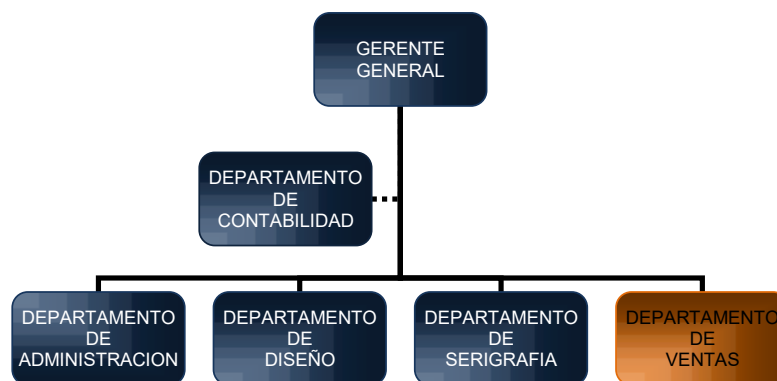 GERENTE
GENERAL
DEPARTAMENTO
DE
CONTABILIDAD
DEPARTAMENTO
DE
ADMINISTRACION
DEPARTAMENTO
DE
DISEÑO
DEPARTAMENTO
DE
SERIGRAFIA
DEPARTAMENTO
DE
VENTAS